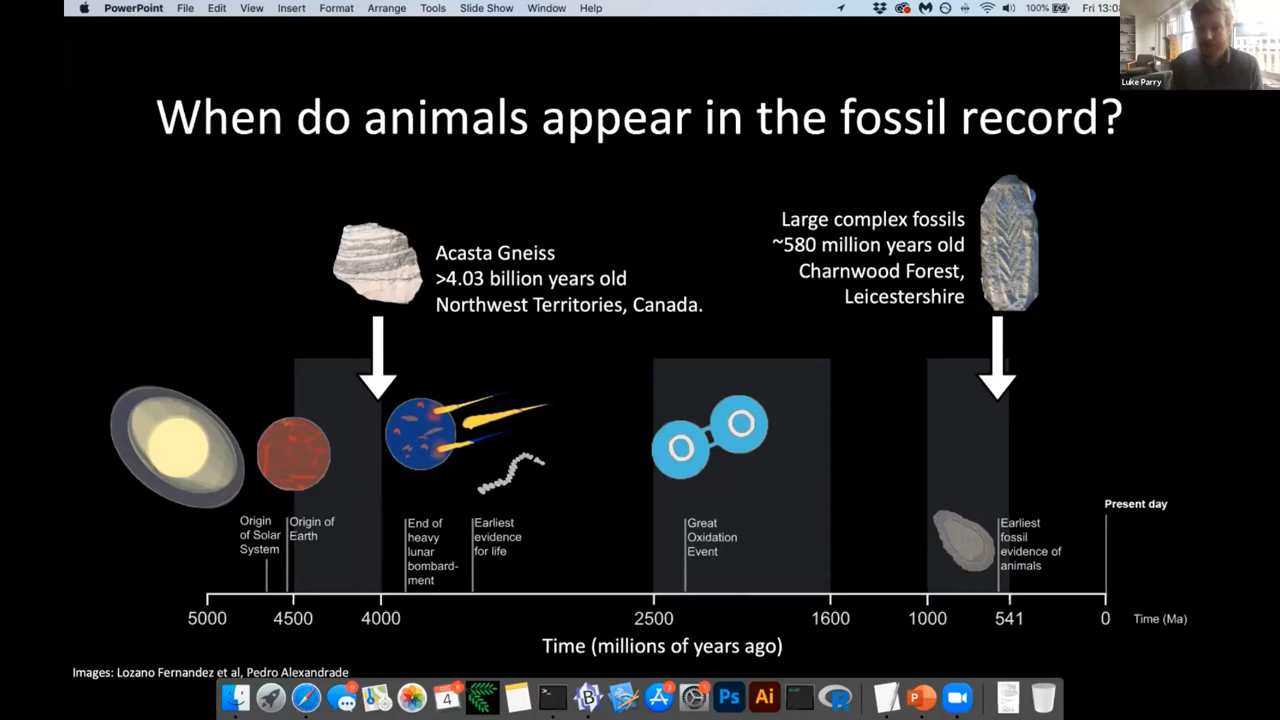 PowerPoint File Edit View Insert Format Arrange Tools Slide Show Window Help 100% Fri 13:0
Luke Parry
When do animals appear in the fossil record?
Large complex fossils
~580 million years old
Charnwood Forest,
Leicestershire
Acasta Gneiss
>4.03 billion years old
Northwest Territories, Canada.
Origin
of Solar
System
Origin of
Earth
End of
heavy
lunar
bombard-
ment
Earliest
evidence
for life
Great
Oxidation
Event
Earliest
fossil
evidence of
animals
Present day
5000 4500 4000 2500 1600 1000 541 0 Time (Ma)
Time (millions of years ago)
Images: Lozano Fernandez et al, Pedro Alexandrade
DEC
4
Ps Ai
R
P